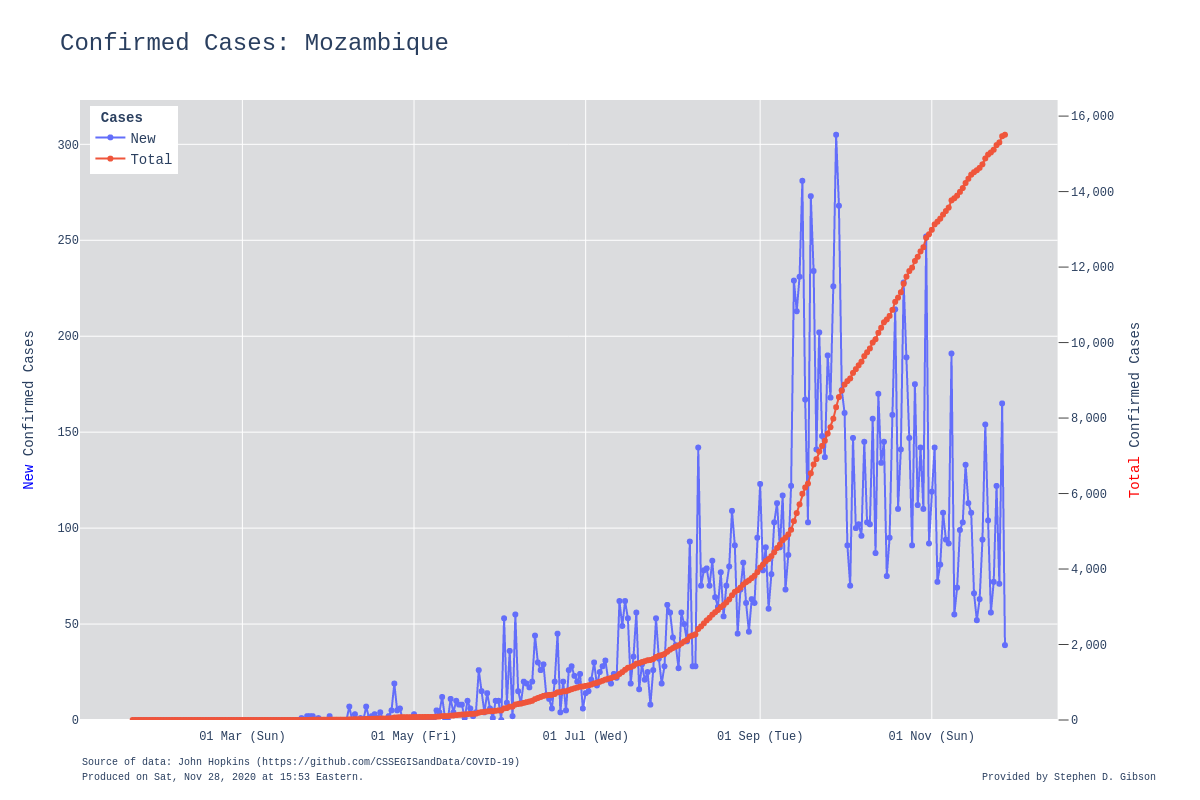 Confirmed Cases: Mozambique
Cases
New
Total
300
250
200
150
100
50
0
16,000
14,000
12,000
10,000
8,000
6,000
4,000
2,000
0
New Confirmed Cases
Total Confirmed Cases
01 Mar (Sun)
01 May (Fri)
01 Jul (Wed)
01 Sep (Tue)
01 Nov (Sun)
Source of data: John Hopkins (https://github.com/CSSEGISandData/COVID-19)
Produced on Sat, Nov 28, 2020 at 15:53 Eastern.
Provided by Stephen D. Gibson